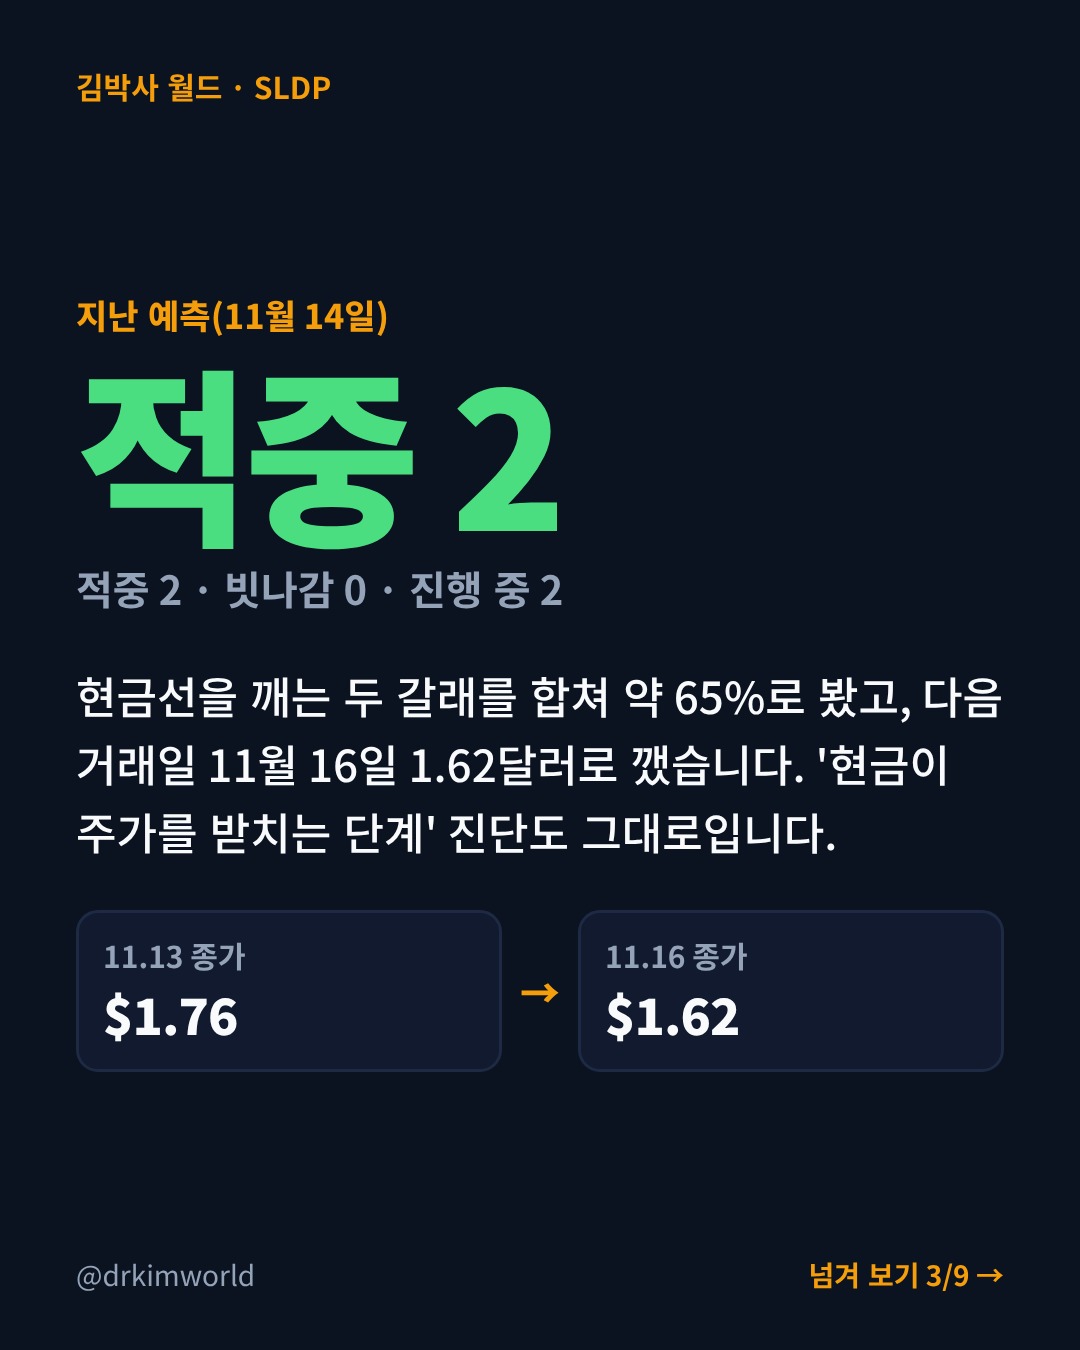 김박사 월드 · SLDP
지난 예측(11월 14일)
적중 2
적중 2 · 빗나감 0 · 진행 중 2
현금선을 깨는 두 갈래를 합쳐 약 65%로 봤고, 다음
거래일 11월 16일 1.62달러로 깼습니다. '현금이
주가를 받치는 단계' 진단도 그대로입니다.
11.13 종가
$1.76
→
11.16 종가
$1.62
@drkimworld
넘겨 보기 3/9 →